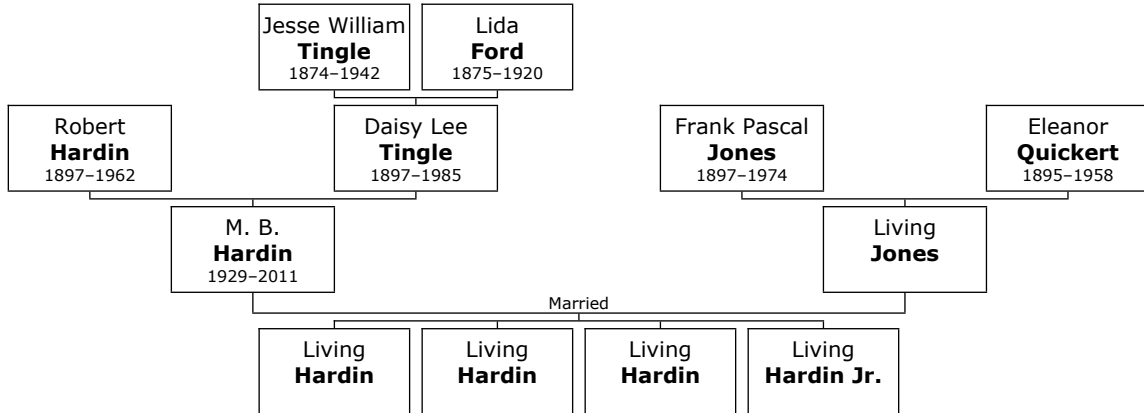 Jesse William
Tingle
1874–1942
Lida
Ford
1875–1920
Robert
Hardin
1897–1962
Daisy Lee
Tingle
1897–1985
Frank Pascal
Jones
1897–1974
Eleanor
Quickert
1895–1958
M. B.
Hardin
1929–2011
Living
Jones
Married
Living
Hardin
Living
Hardin
Living
Hardin
Living
Hardin Jr.